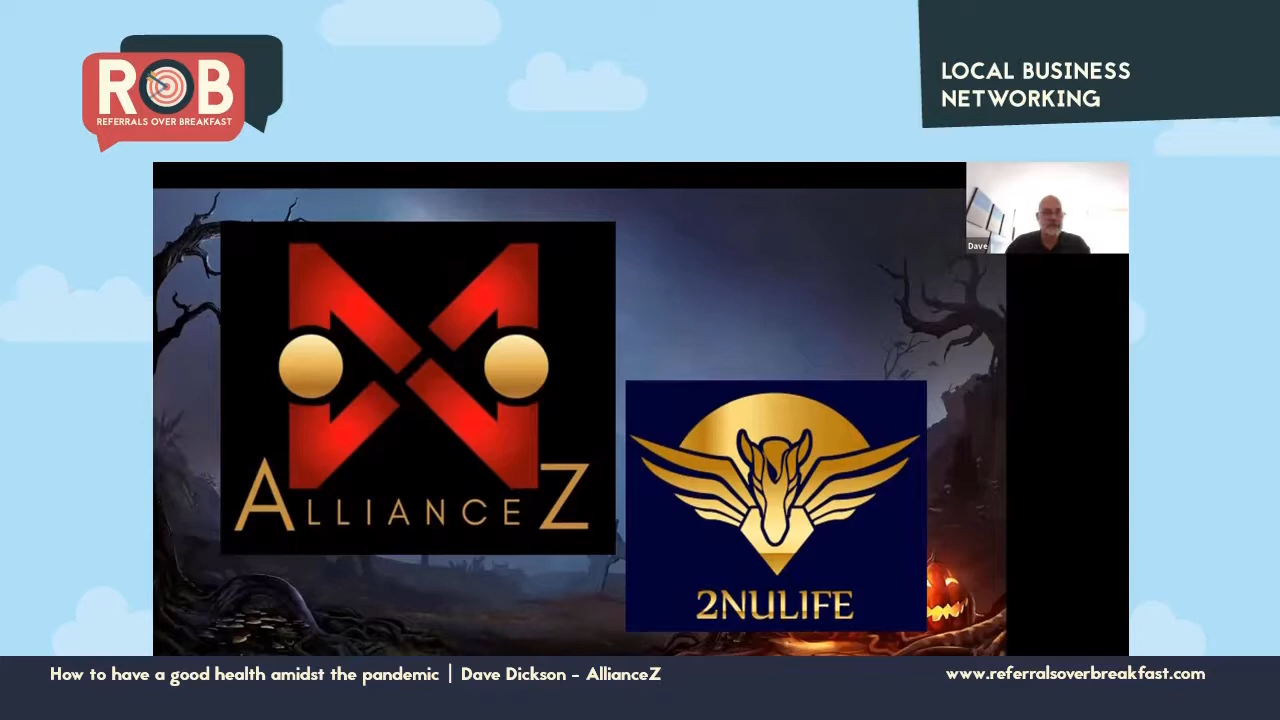 ROB
REFERRALS OVER BREAKFAST
LOCAL BUSINESS
NETWORKING
Dave
ALLIANCEZ
2NULIFE
How to have a good health amidst the pandemic | Dave Dickson - AllianceZ
www.referralsoverbreakfast.com